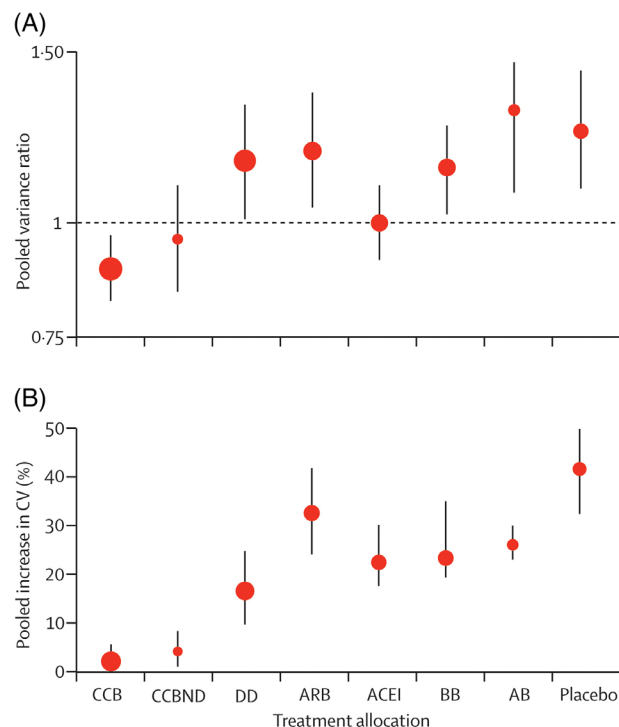 (A)
1·50
1
0·75
Pooled variance ratio
(B)
50
40
30
20
10
0
Pooled increase in CV (%)
CCB CCBND DD ARB ACEI BB AB Placebo
Treatment allocation